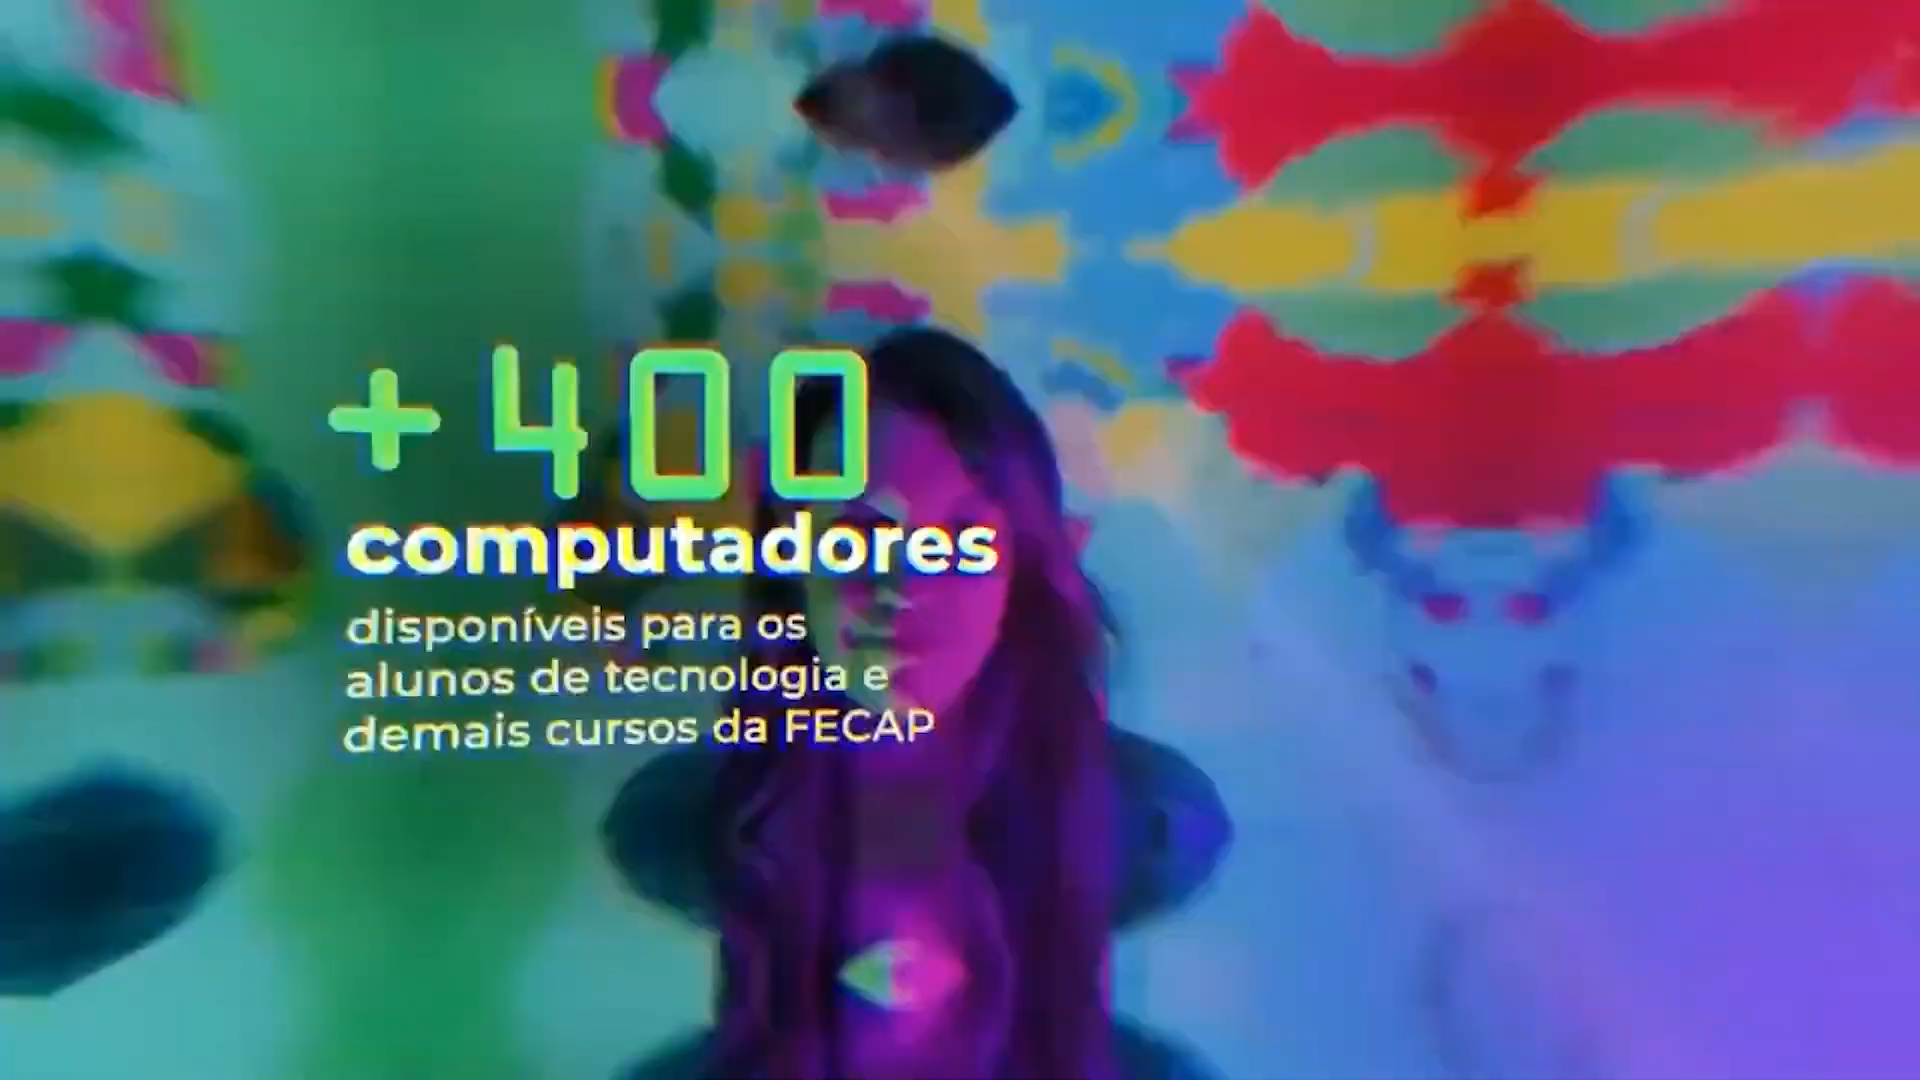 +400
computadores
disponíveis para os
alunos de tecnologia e
demais cursos da FECAP